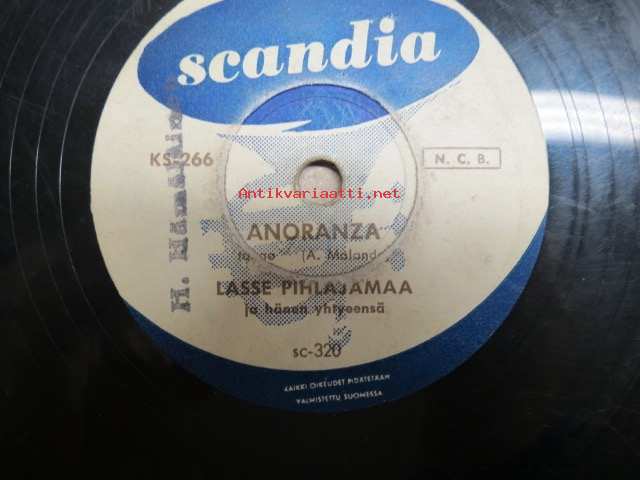 scandia
KS-266
N. C. B.
Antikvariaatti.net
ANORANZA
(A. Maland
LASSE PIHLAJAMAA
ja hänen yhtyeensä
sc-320
KAIKKI OIKEUDET PIDÄTETÄÄN
VALMISTETTU SUOMESSA